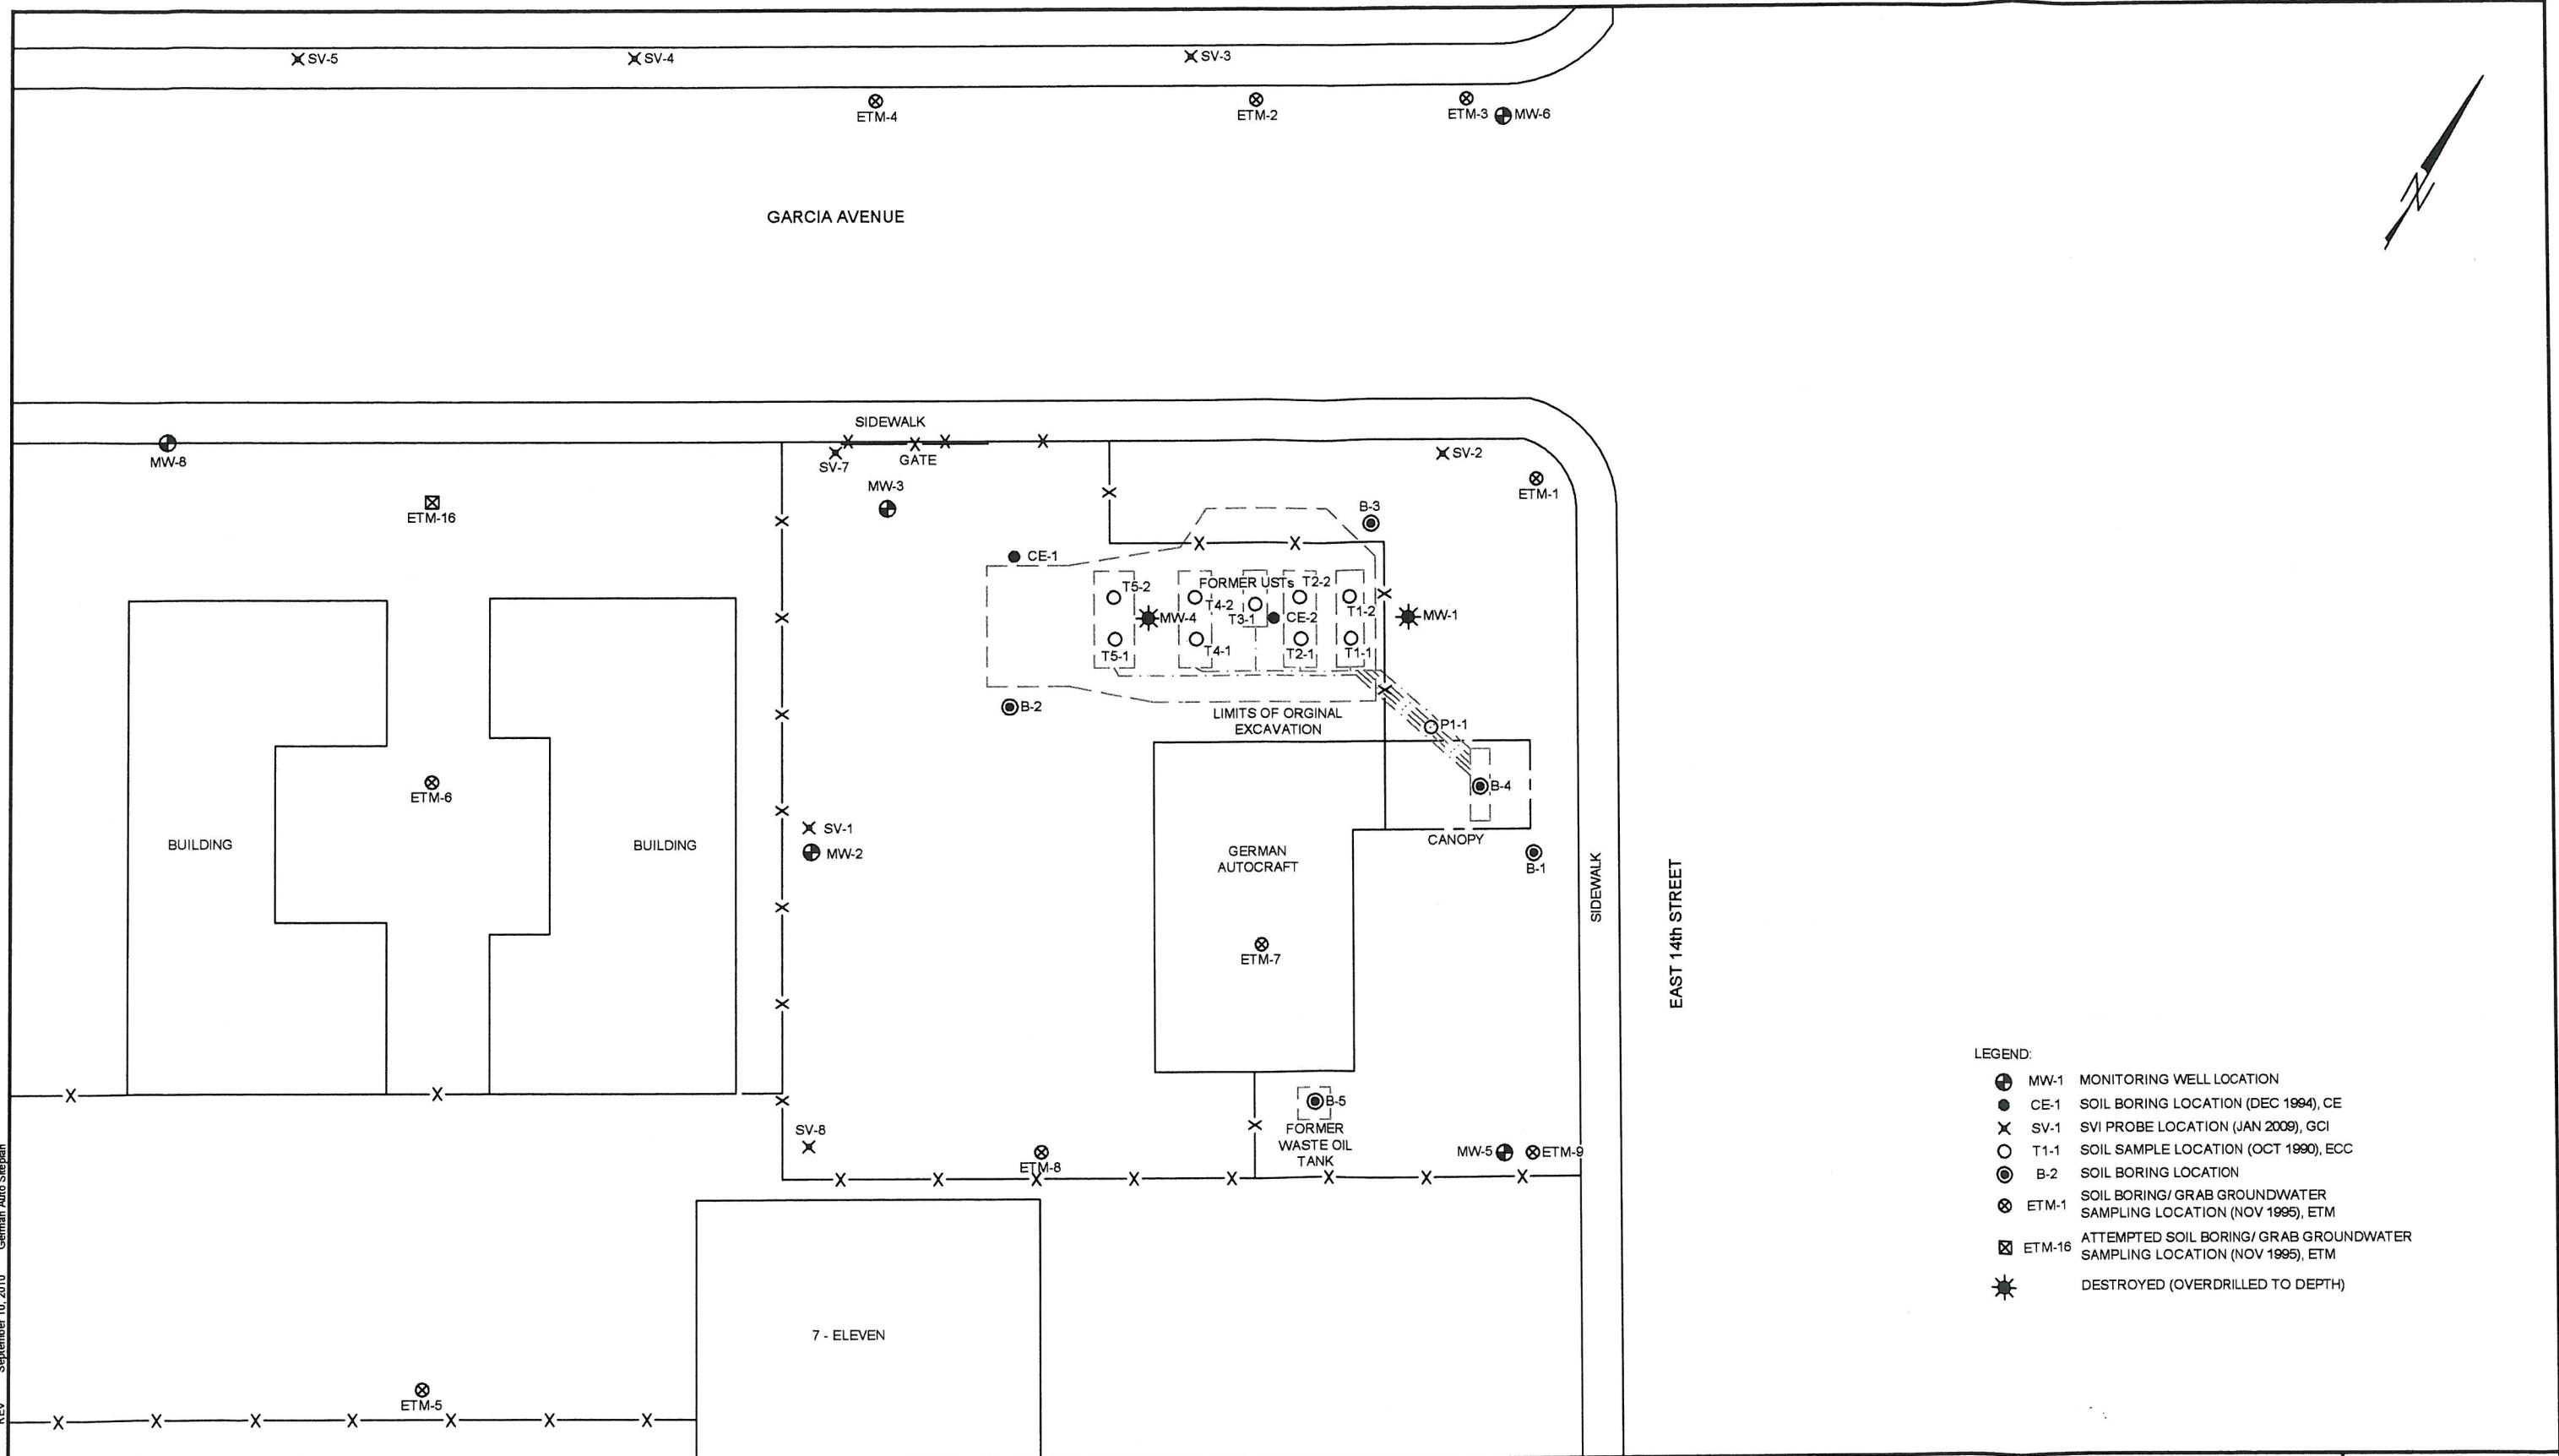 SV-5
SV-4
SV-3
ETM-4
ETM-2
ETM-3
MW-6
GARCIA AVENUE
N
SIDEWALK
MW-8
SV-7
GATE
SV-2
MW-3
ETM-1
ETM-16
B-3
CE-1
FORMER USTs
T5-2
T4-2
T2-2
T1-2
MW-4
T3-1
CE-2
MW-1
T5-1
T4-1
T2-1
T1-1
B-2
LIMITS OF ORGINAL
EXCAVATION
P1-1
B-4
ETM-6
SV-1
MW-2
BUILDING
BUILDING
GERMAN
AUTOCRAFT
CANOPY
B-1
SIDEWALK
EAST 14th STREET
ETM-7
B-5
FORMER
WASTE OIL
TANK
SV-8
ETM-8
MW-5
ETM-9
7 - ELEVEN
ETM-5
LEGEND:
MW-1 MONITORING WELL LOCATION
CE-1 SOIL BORING LOCATION (DEC 1994), CE
SV-1 SVI PROBE LOCATION (JAN 2009), GCI
T1-1 SOIL SAMPLE LOCATION (OCT 1990), ECC
B-2 SOIL BORING LOCATION
ETM-1 SOIL BORING/ GRAB GROUNDWATER
SAMPLING LOCATION (NOV 1995), ETM
ETM-16 ATTEMPTED SOIL BORING/ GRAB GROUNDWATER
SAMPLING LOCATION (NOV 1995), ETM
DESTROYED (OVERDRILLED TO DEPTH)
REV September 10, 2010 German Auto Siteplan